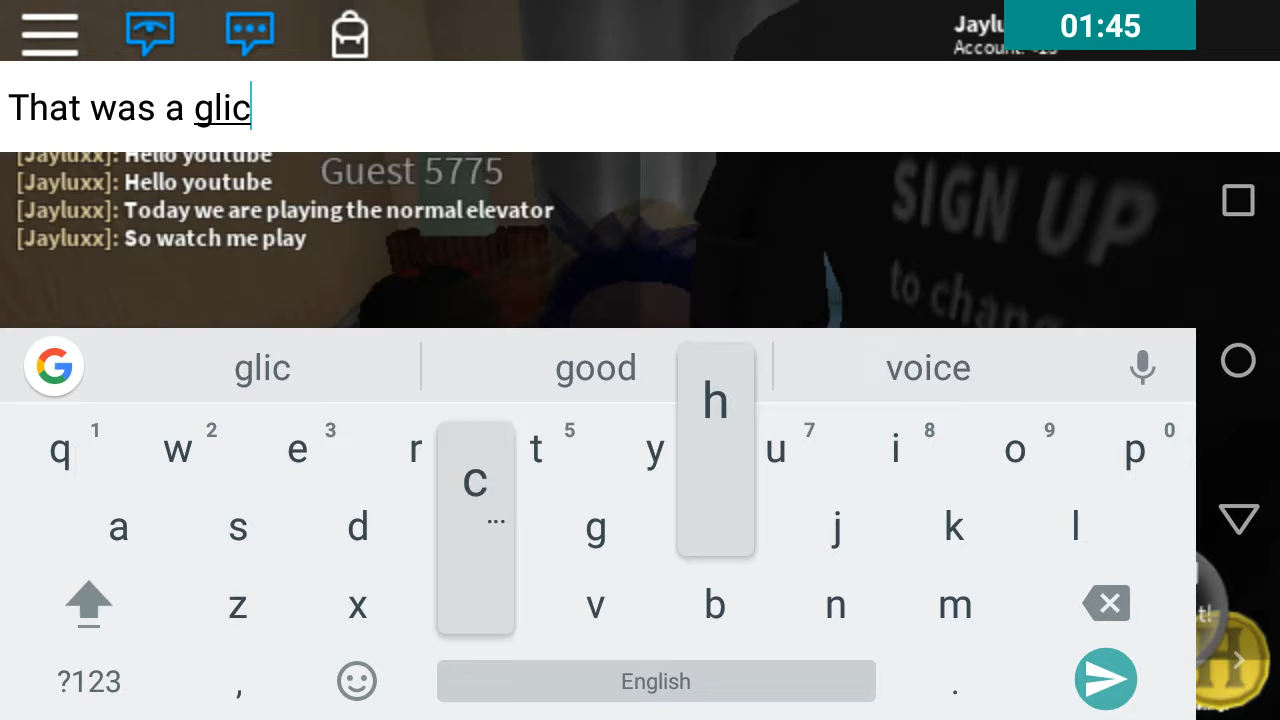 Jaylu
01:45
Account: <13
That was a glic
[Jayluxx]: Hello youtube
[Jayluxx]: Hello youtube
[Jayluxx]: Today we are playing the normal elevator
[Jayluxx]: So watch me play
Guest 5775
SIGN UP
to chang
glic good voice
h
q 1 w 2 e 3 r t 5 y u 7 i 8 o 9 p 0
c ...
a s d g j k l
z x v b n m
?123 , English .